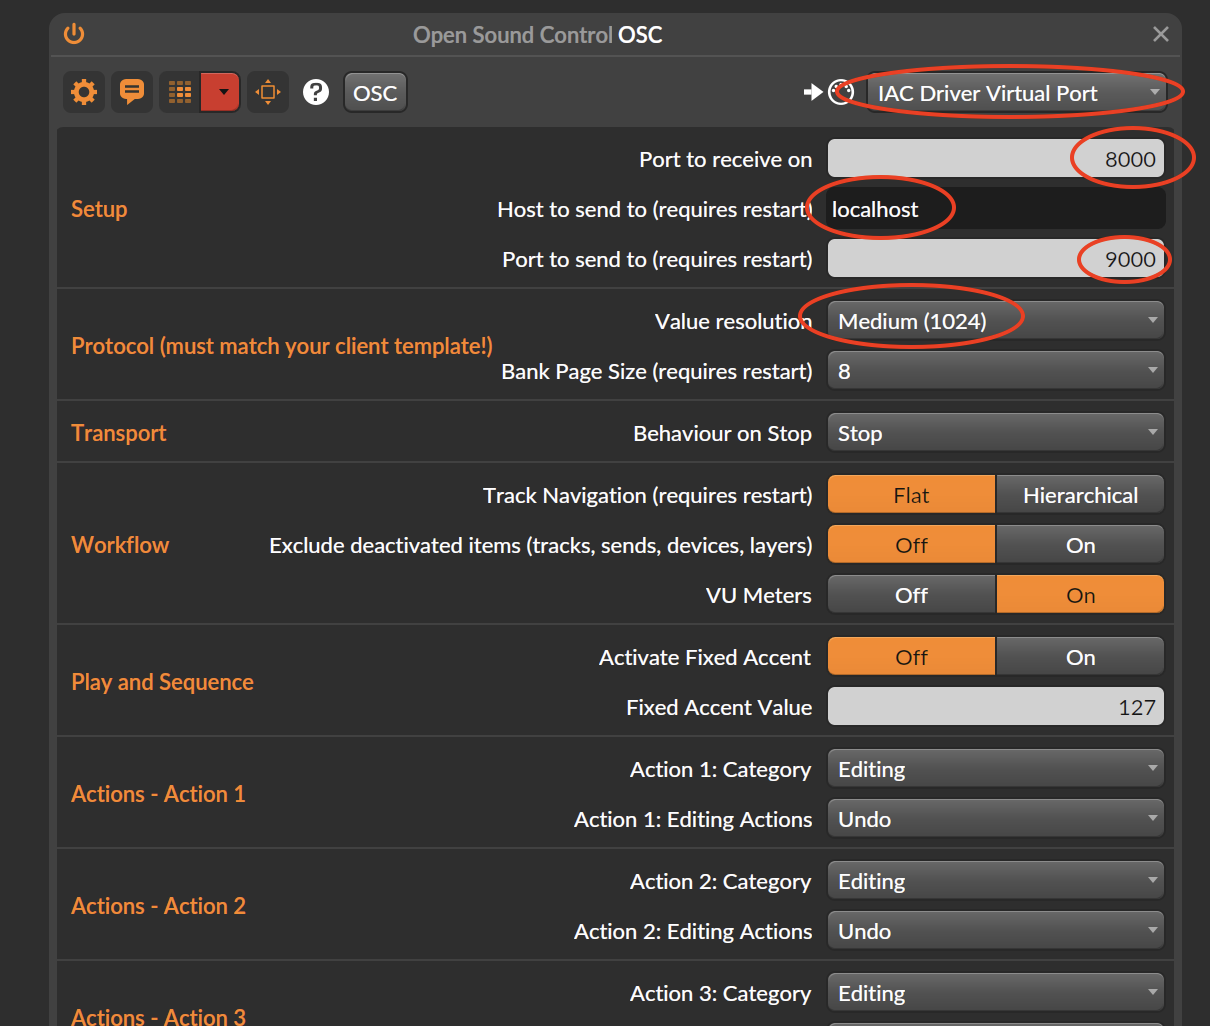 Open Sound Control OSC
? OSC IAC Driver Virtual Port
Port to receive on 8000
Setup
Host to send to (requires restart) localhost
Port to send to (requires restart) 9000
Value resolution Medium (1024)
Protocol (must match your client template!)
Bank Page Size (requires restart) 8
Transport Behaviour on Stop Stop
Track Navigation (requires restart) Flat Hierarchical
Workflow Exclude deactivated items (tracks, sends, devices, layers) Off On
VU Meters Off On
Activate Fixed Accent Off On
Play and Sequence
Fixed Accent Value 127
Action 1: Category Editing
Actions - Action 1
Action 1: Editing Actions Undo
Action 2: Category Editing
Actions - Action 2
Action 2: Editing Actions Undo
Action 3: Category Editing
Actions - Action 3